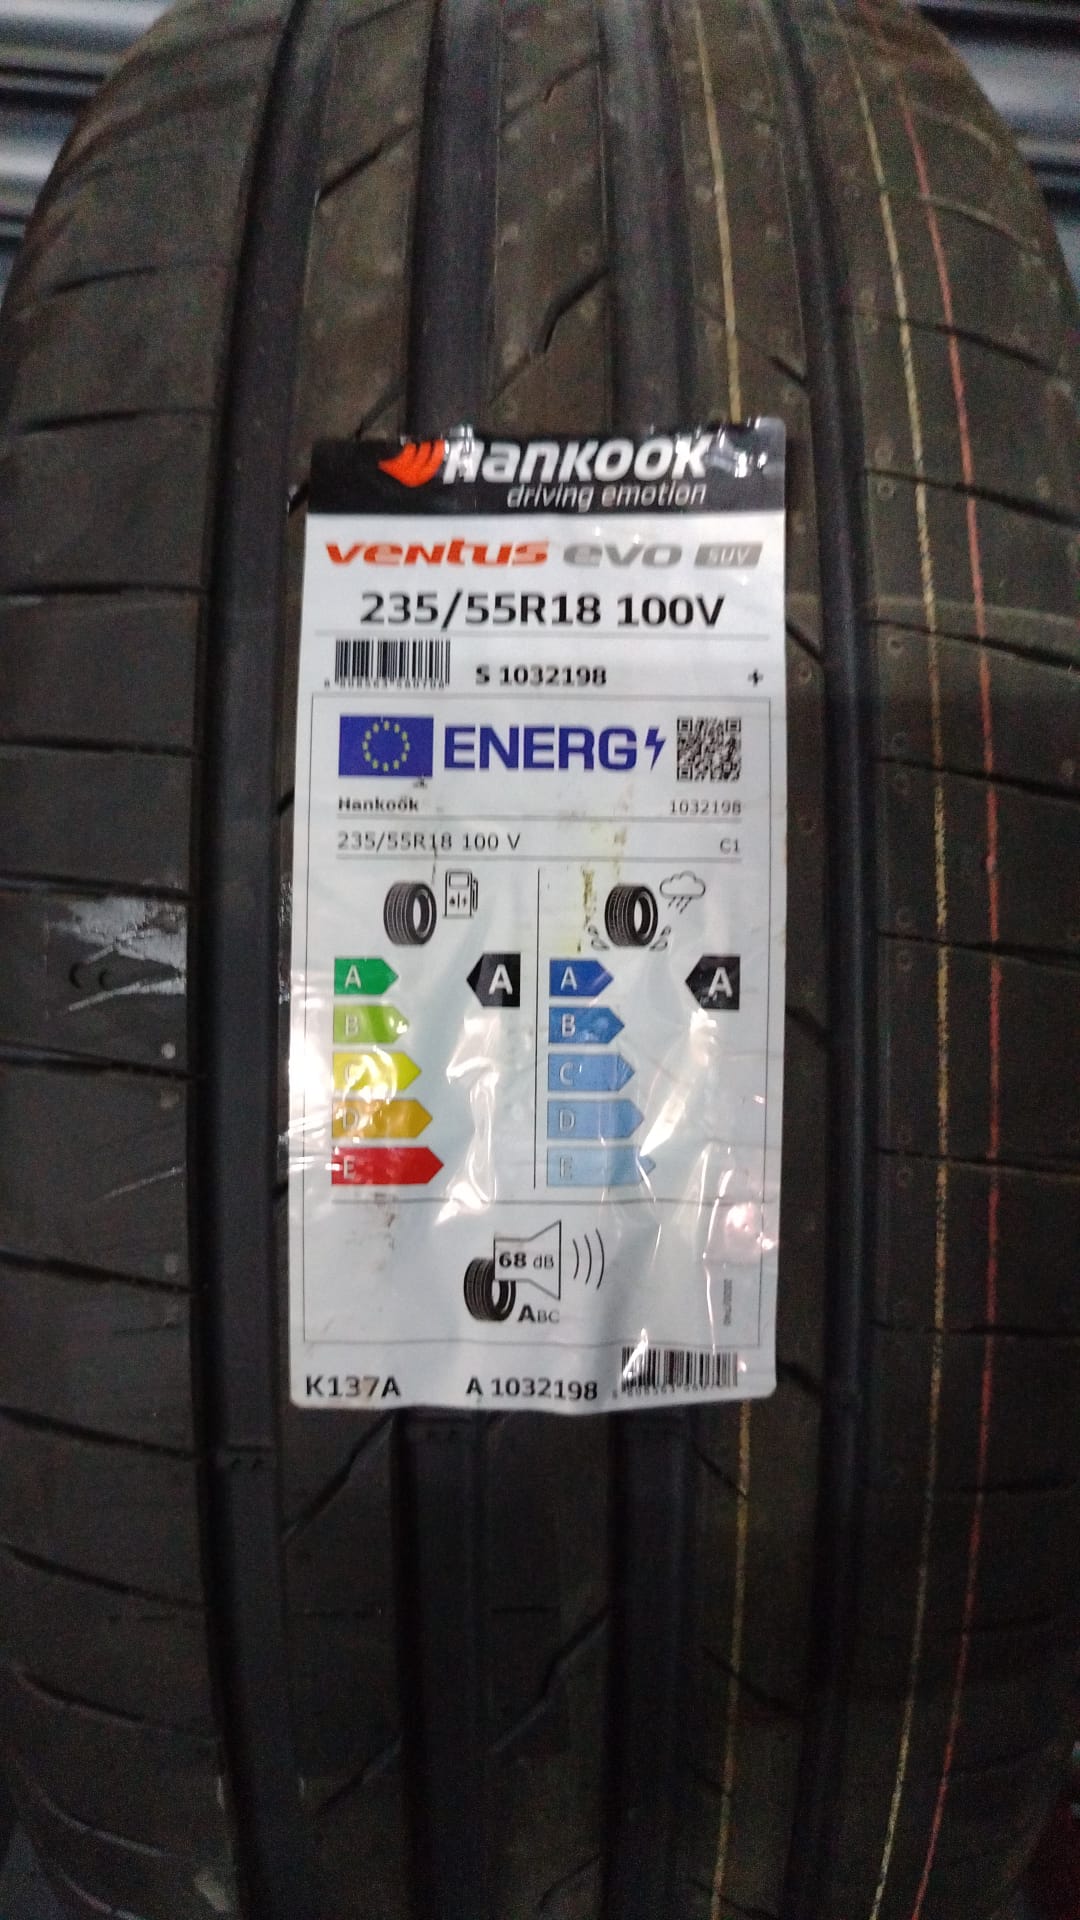 Hankook
driving emotion
ventus evo SUV
235/55R18 100V
S 1032198 +
ENERG
Hankook 1032198
235/55R18 100 V C1
A A A A
B B
C C
D D
E E
68 dB
ABC
K137A A 1032198